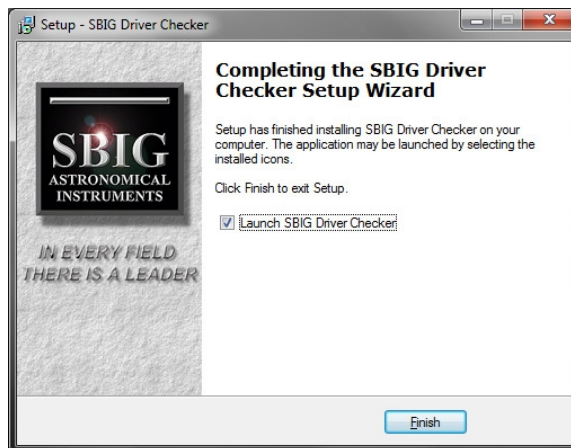 Setup - SBIG Driver Checker
SBIG
ASTRONOMICAL
INSTRUMENTS
IN EVERY FIELD
THERE IS A LEADER
Completing the SBIG Driver
Checker Setup Wizard
Setup has finished installing SBIG Driver Checker on your
computer. The application may be launched by selecting the
installed icons.
Click Finish to exit Setup.
Launch SBIG Driver Checker
Finish